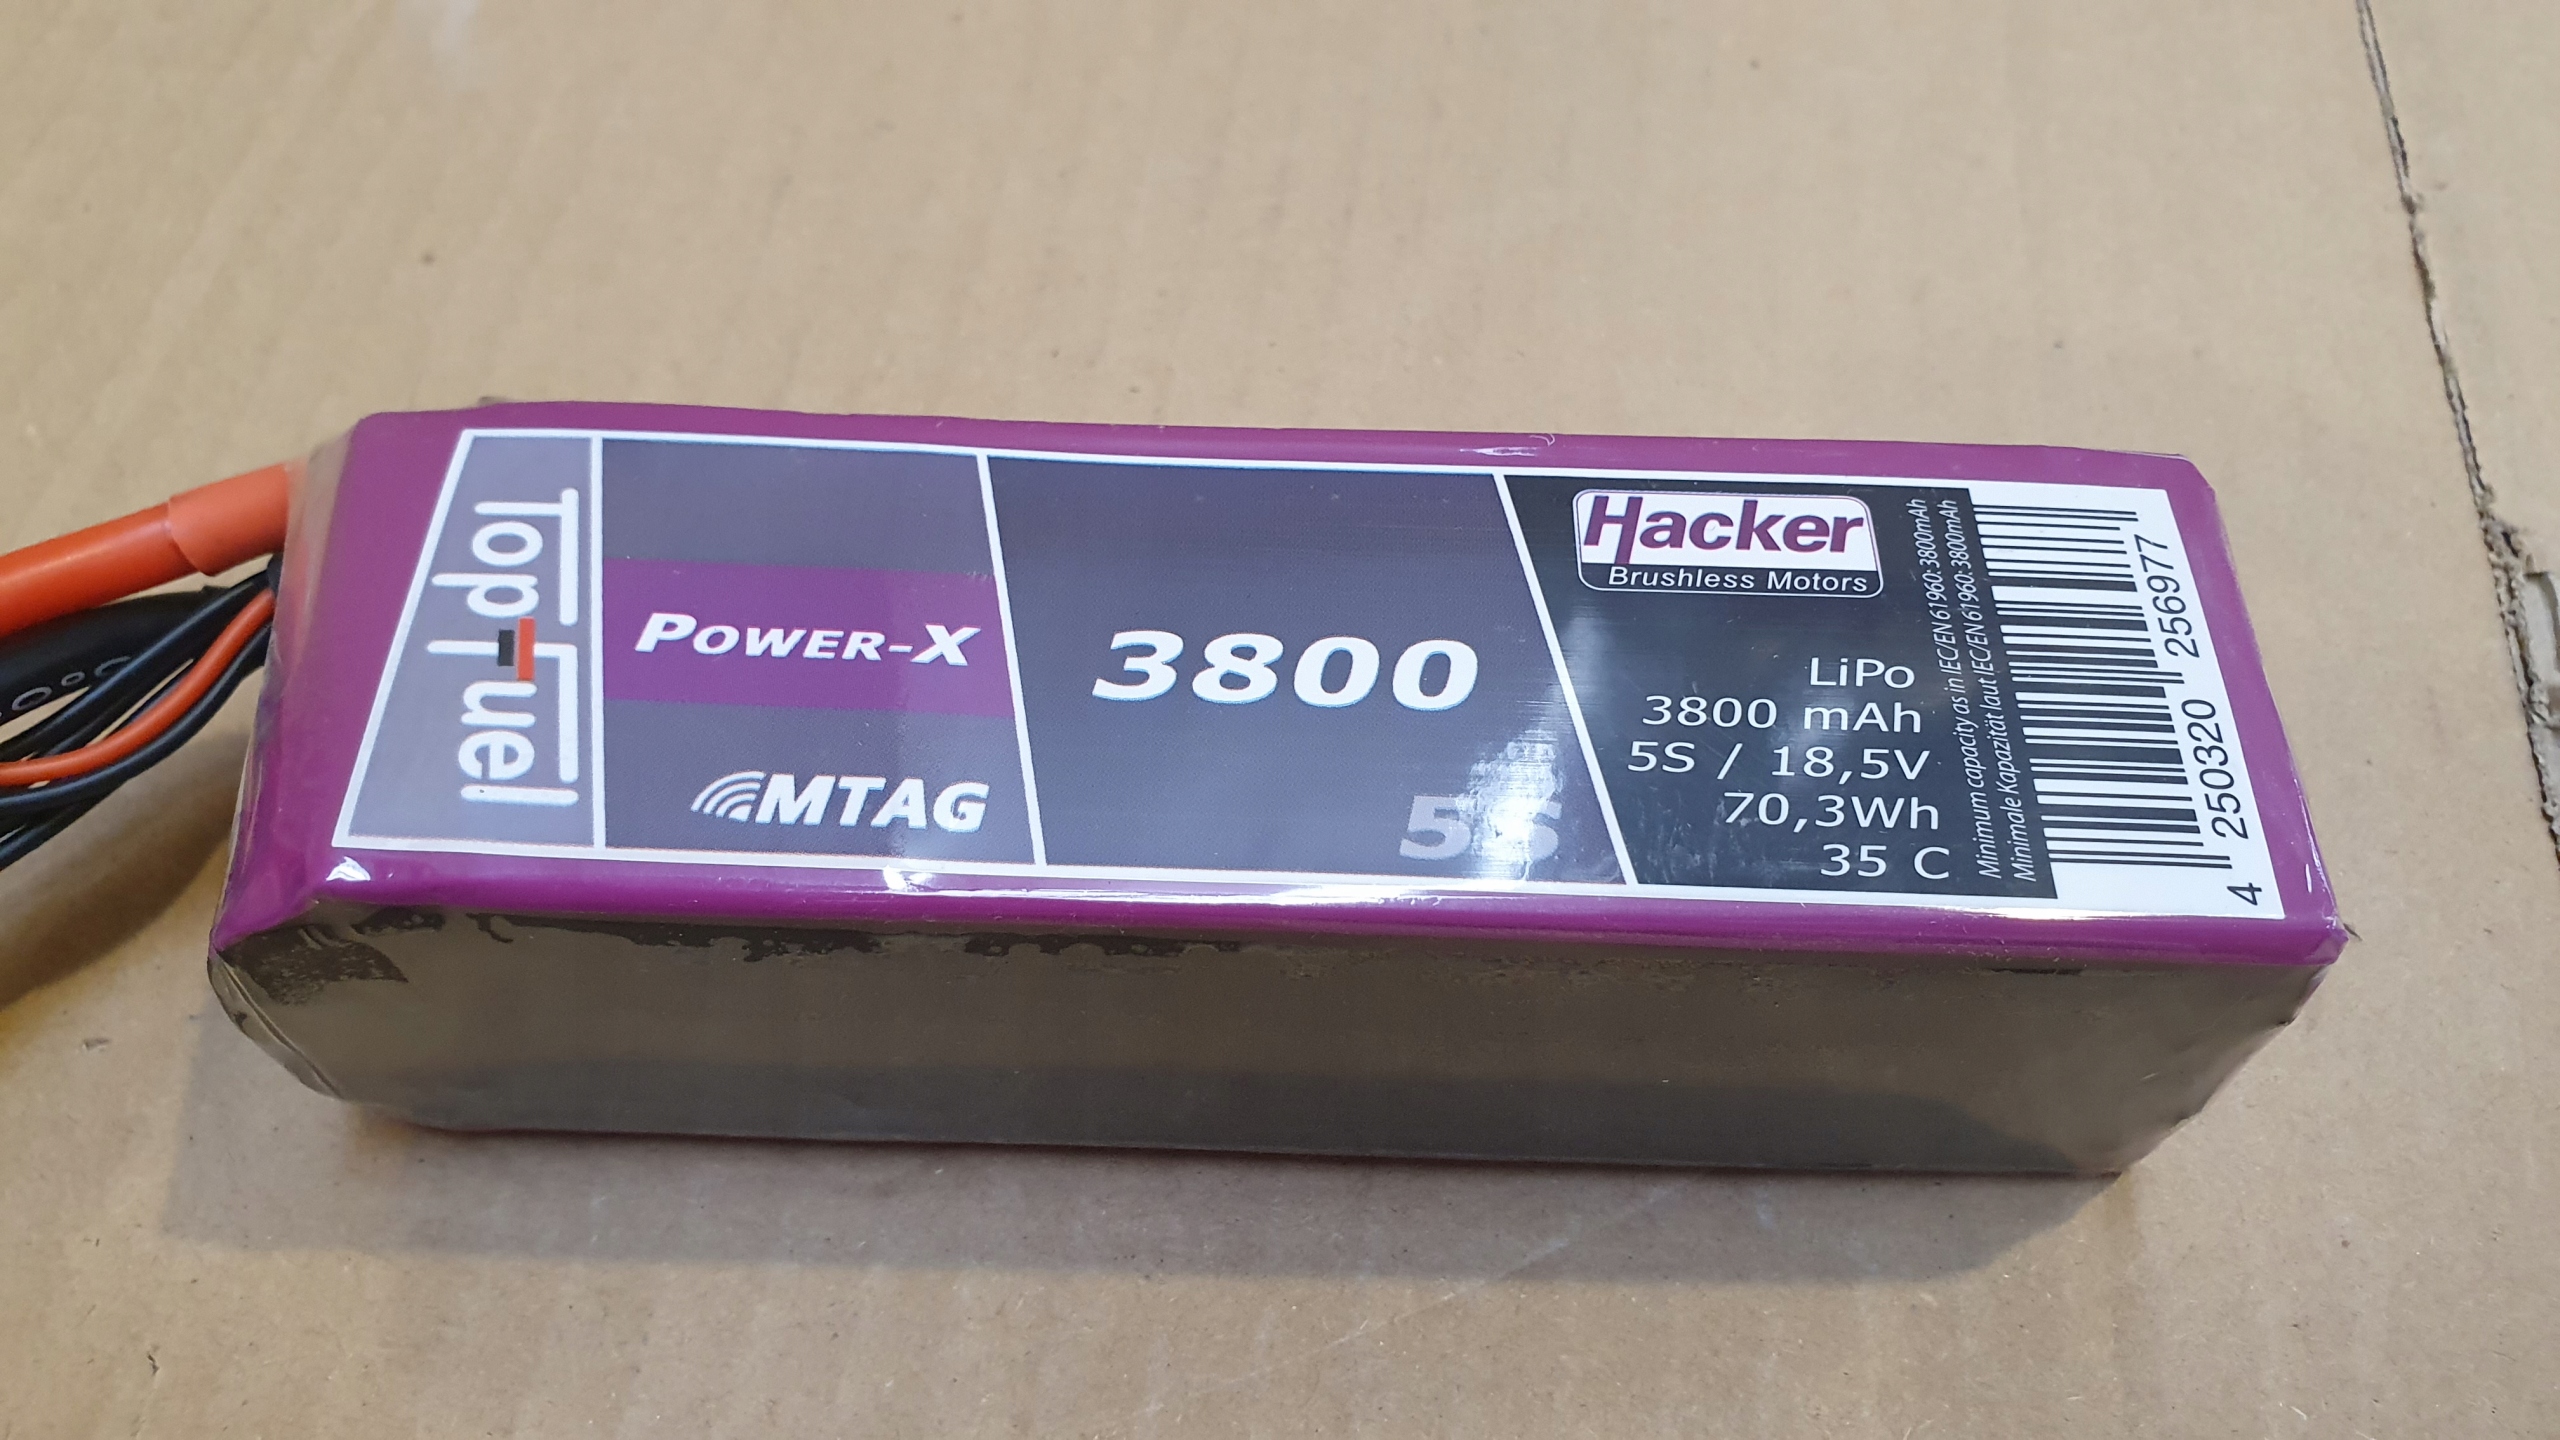 TopFuel
POWER-X
MTAG
3800
5S
Hacker
Brushless Motors
LiPo
3800 mAh
5S / 18,5V
70,3Wh
35 C
Minimum capacity as in IEC/EN 61960: 3800mAh
Minimale Kapazität laut IEC/EN 61960: 3800mAh
4 250320 256977